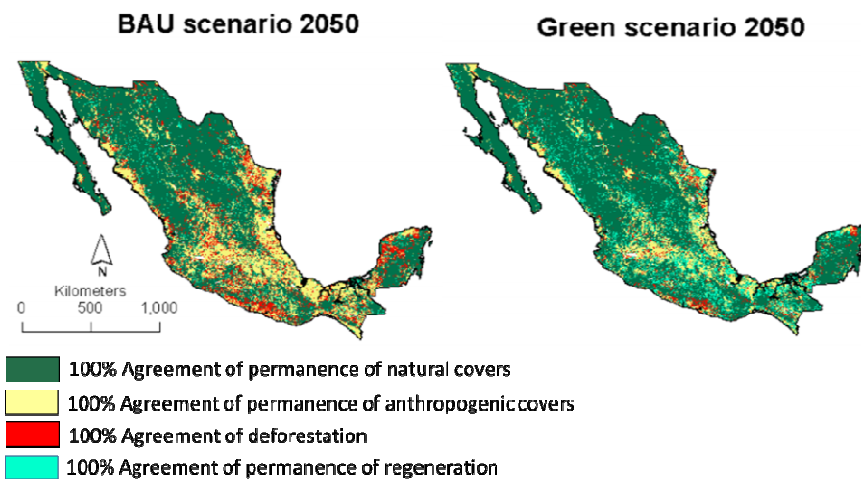 BAU scenario 2050
Green scenario 2050
N
Kilometers
0 500 1,000
100% Agreement of permanence of natural covers
100% Agreement of permanence of anthropogenic covers
100% Agreement of deforestation
100% Agreement of permanence of regeneration